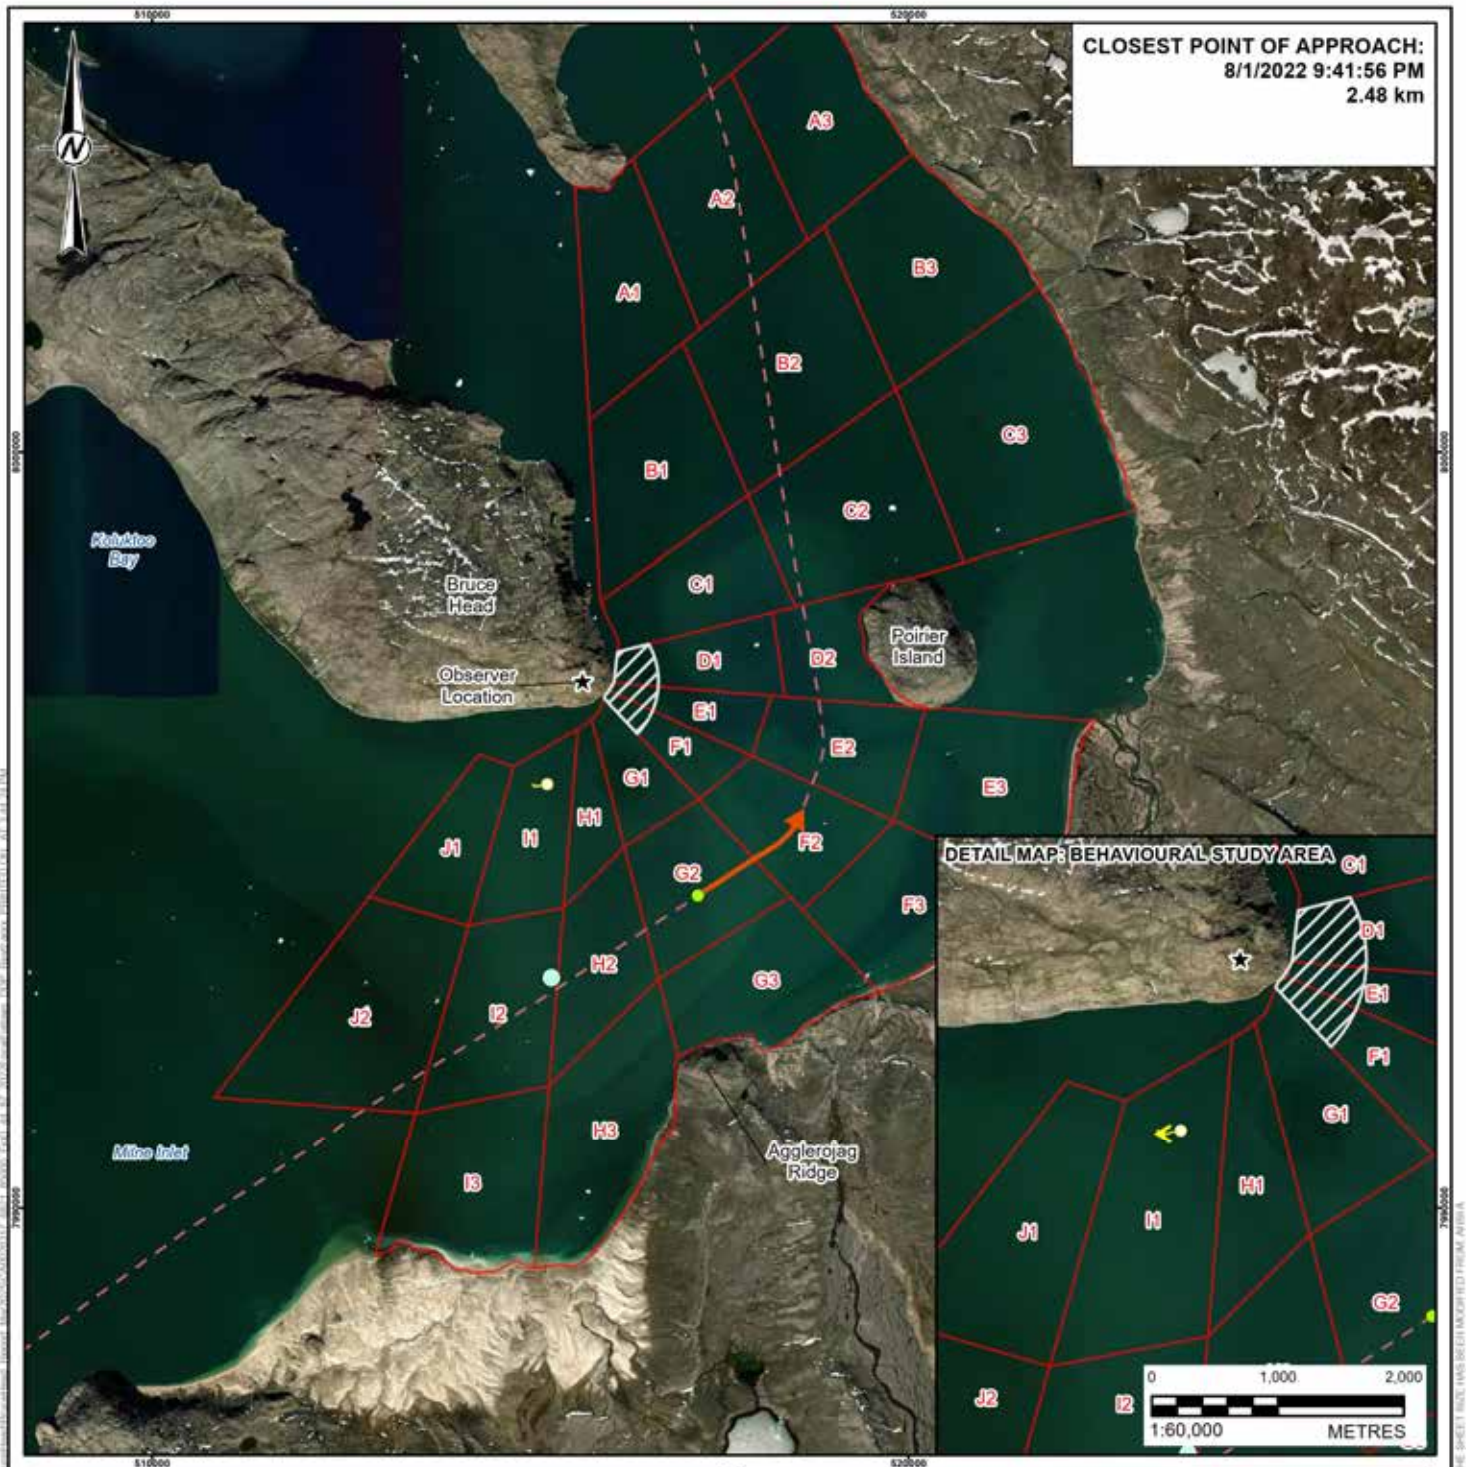 510000
520000
CLOSEST POINT OF APPROACH:
8/1/2022 9:41:56 PM
2.48 km
N
A3
A2
A1
B3
B2
C3
B1
C2
8000000
8000000
Koluktoo
Bay
Bruce
Head
C1
Poirier
Island
D1
D2
Observer
Location
E1
F1
E2
G1
E3
H1
I1
J1
F2
G2
F3
H2
G3
I2
J2
H3
I3
Milne Inlet
Agglerojag
Ridge
7990000
DETAIL MAP: BEHAVIOURAL STUDY AREA
C1
D1
E1
F1
G1
H1
I1
J1
G2
J2
I2
0 1,000 2,000
1:60,000 METRES
7990000
510000
520000